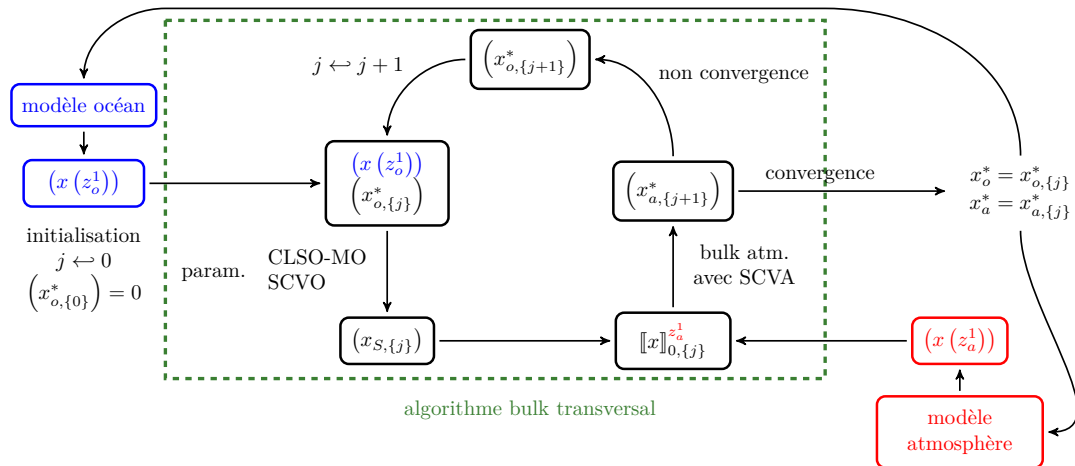 modèle océan
(x (z_o^1))
initialisation
j ↩ 0
(x^*_{o,{0}}) = 0
j ↩ j + 1
(x^*_{o,{j+1}})
non convergence
(x (z_o^1))
(x^*_{o,{j}})
(x^*_{a,{j+1}})
convergence
x^*_o = x^*_{o,{j}}
x^*_a = x^*_{a,{j}}
param.
CLSO-MO
SCVO
bulk atm.
avec SCVA
(x_{S,{j}})
⟦x⟧^{z_a^1}_{0,{j}}
(x (z_a^1))
algorithme bulk transversal
modèle
atmosphère